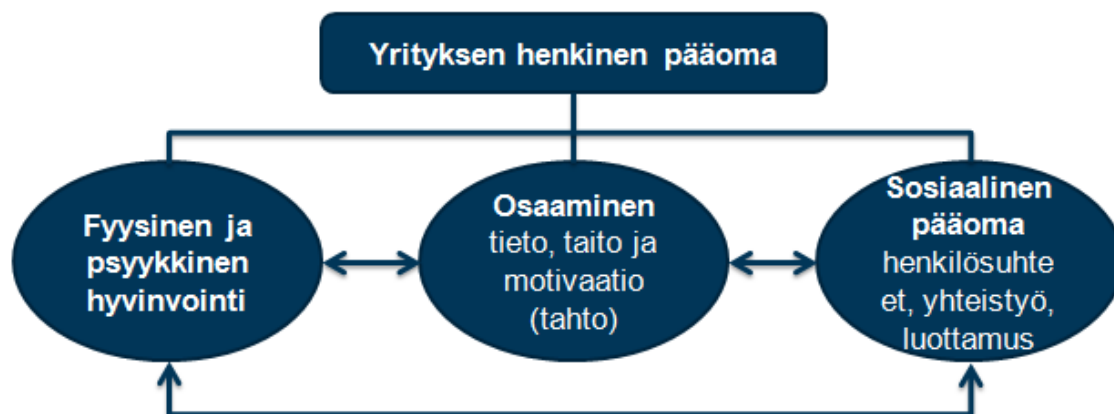 Yrityksen henkinen pääoma
Fyysinen ja
psyykkinen
hyvinvointi
Osaaminen
tieto, taito ja
motivaatio
(tahto)
Sosiaalinen
pääoma
henkilösuhte
et, yhteistyö,
luottamus